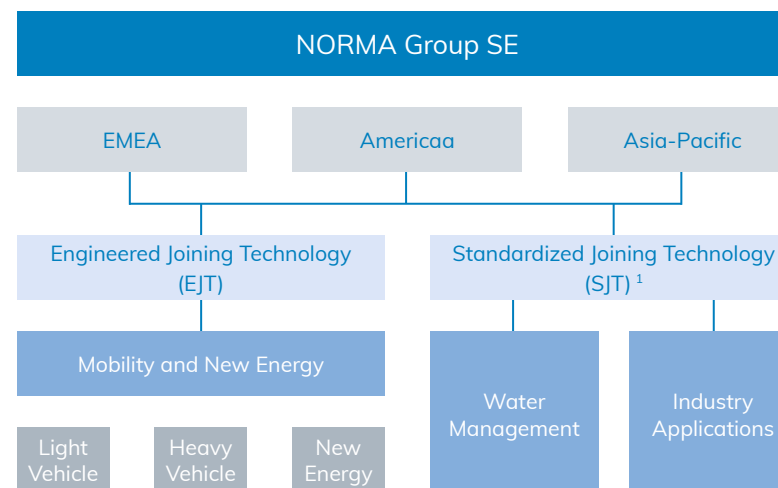 NORMA Group SE
EMEA
Americaa
Asia-Pacific
Engineered Joining Technology
(EJT)
Standardized Joining Technology
(SJT) 1
Mobility and New Energy
Water
Management
Industry
Applications
Light
Vehicle
Heavy
Vehicle
New
Energy